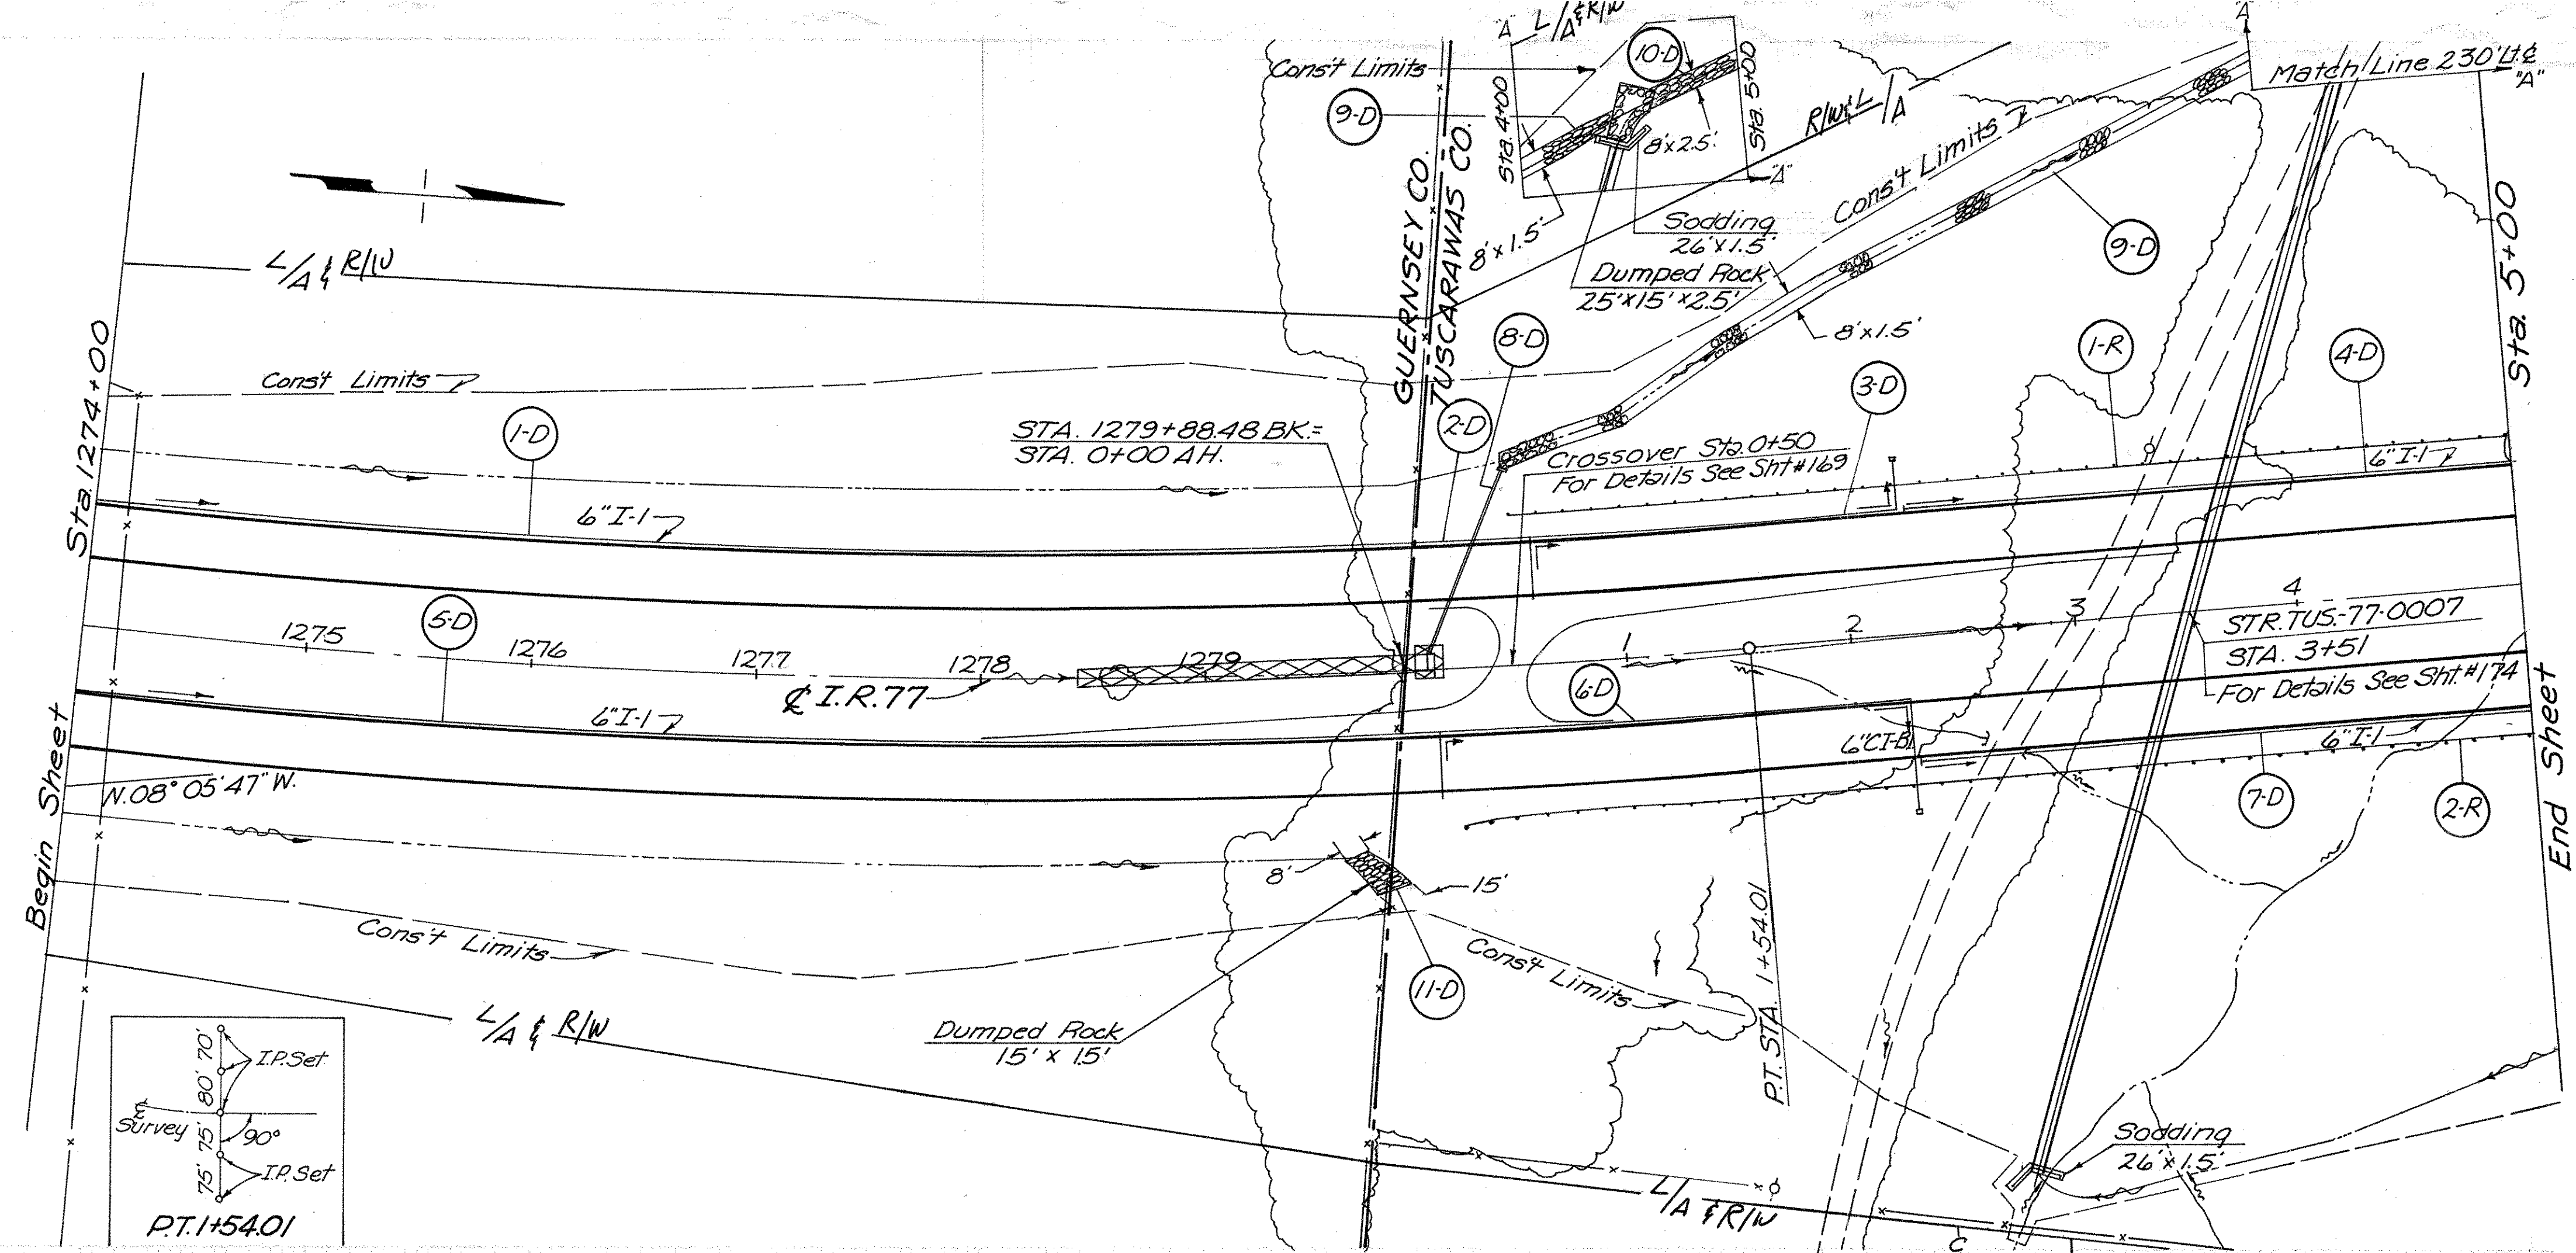 "A"
L/A & R/W
10-D
Cons't Limits
9-D
Sta. 4+00
Sta. 5+00
8'x2.5'
"A"
8'x1.5'
Sodding
26'x1.5'
Dumped Rock
25'x15'x2.5'
R/W & L/A
Cons't Limits
"A"
Match Line 230' Lt. ℄
"A"
9-D
8'x1.5'
GUERNSEY CO.
TUSCARAWAS CO.
L/A & R/W
Sta. 1274+00
Cons't Limits
1-D
STA. 1279+88.48 BK.=
STA. 0+00 AH.
2-D
8-D
Crossover Sta. 0+50
For Details See Sht #169
3-D
1-R
4-D
6" I-1
Sta. 5+00
6" I-1
5-D
1275
1276
1277
1278
1279
℄ I.R. 77
1
2
3
4
STR. TUS.-77-0007
STA. 3+51
For Details See Sht. #174
6-D
6" I-1
6" CI-B1
6" I-1
7-D
2-R
Begin Sheet
End Sheet
N. 08° 05' 47" W.
8'
15'
11-D
Cons't Limits
Cons't Limits
Dumped Rock
15' x 15'
L/A & R/W
P.T. STA. 1+54.01
70'
80'
75'
75'
I.P. Set
℄
Survey
90°
I.P. Set
P.T. 1+54.01
Sodding
26'x1.5'
L/A & R/W
C